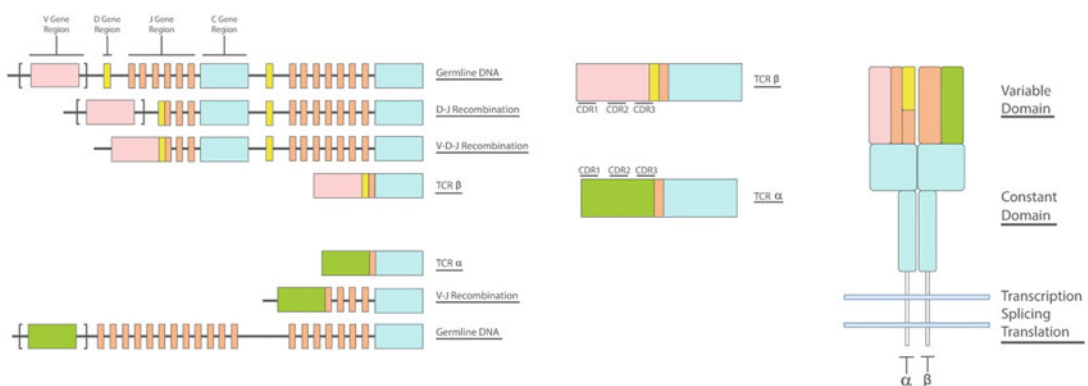 V Gene
Region
D Gene
Region
J Gene
Region
C Gene
Region
Germline DNA
D-J Recombination
V-D-J Recombination
TCR β
TCR α
V-J Recombination
Germline DNA
TCR β
CDR1 CDR2 CDR3
CDR1 CDR2 CDR3
TCR α
Variable
Domain
Constant
Domain
Transcription
Splicing
Translation
α β